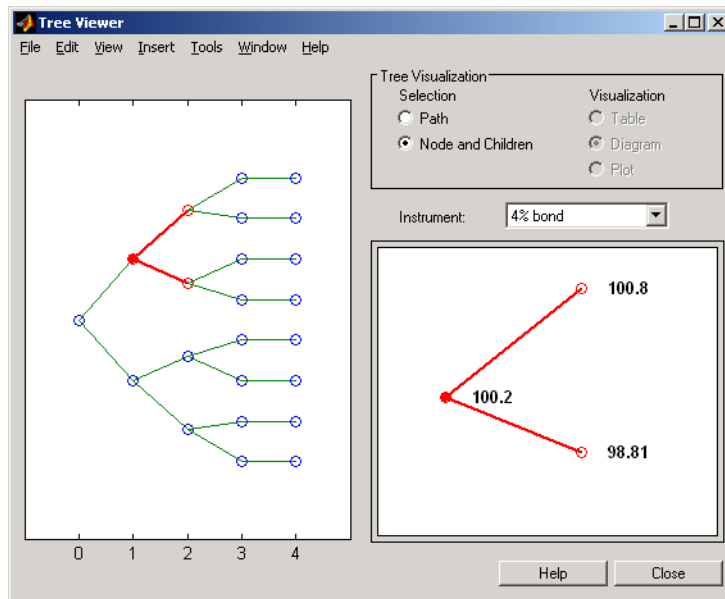 Tree Viewer
File Edit View Insert Tools Window Help
Tree Visualization
Selection
Visualization
Path
Table
Node and Children
Diagram
Plot
Instrument:
4% bond
100.8
100.2
98.81
0 1 2 3 4
Help
Close